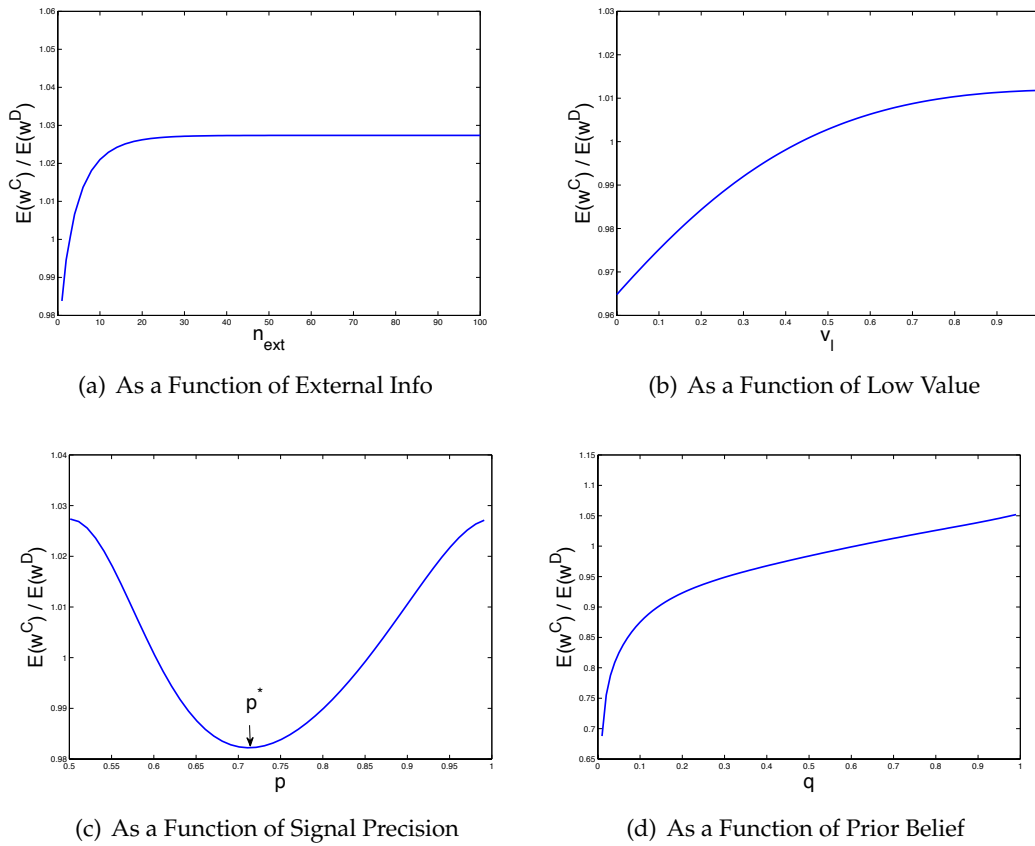 1.06
1.05
1.04
1.03
1.02
1.01
1
0.99
0.98
E(w^C) / E(w^D)
0 10 20 30 40 50 60 70 80 90 100
n_ext
(a) As a Function of External Info
1.03
1.02
1.01
1
0.99
0.98
0.97
0.96
E(w^C) / E(w^D)
0 0.1 0.2 0.3 0.4 0.5 0.6 0.7 0.8 0.9
v_l
(b) As a Function of Low Value
1.04
1.03
1.02
1.01
1
0.99
0.98
E(w^C) / E(w^D)
p^*
0.5 0.55 0.6 0.65 0.7 0.75 0.8 0.85 0.9 0.95 1
p
(c) As a Function of Signal Precision
1.15
1.1
1.05
1
0.95
0.9
0.85
0.8
0.75
0.7
0.65
E(w^C) / E(w^D)
0 0.1 0.2 0.3 0.4 0.5 0.6 0.7 0.8 0.9 1
q
(d) As a Function of Prior Belief